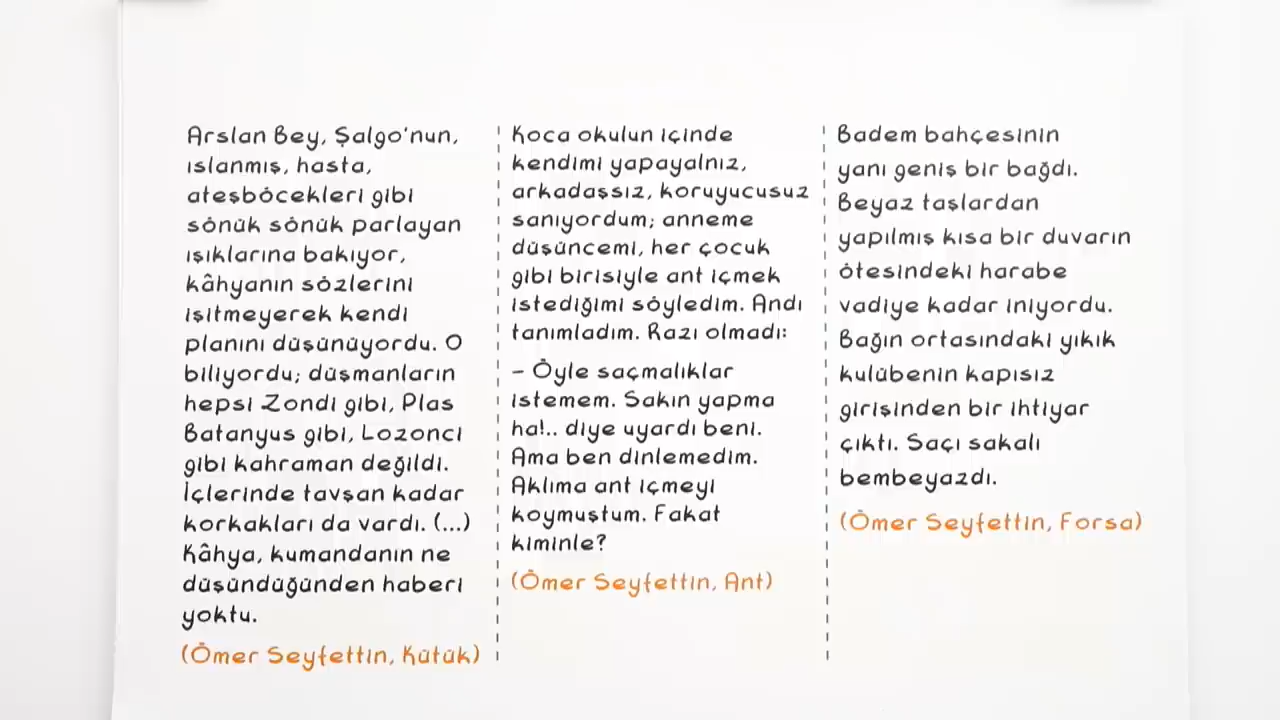 Arslan Bey, Şalgo'nun,
ıslanmış, hasta,
ateşböcekleri gibi
sönük sönük parlayan
ışıklarına bakıyor,
kâhyanın sözlerini
işitmeyerek kendi
planını düşünüyordu. O
biliyordu; düşmanların
hepsi Zondi gibi, Plas
Batanyus gibi, Lozonci
gibi kahraman değildi.
İçlerinde tavşan kadar
korkakları da vardı. (...)
Kâhya, kumandanın ne
düşündüğünden haberi
yoktu.
(Ömer Seyfettin, Kütük)
Koca okulun içinde
kendimi yapayalnız,
arkadaşsız, koruyucusuz
sanıyordum; anneme
düşüncemi, her çocuk
gibi birisiyle ant içmek
istediğimi söyledim. Andı
tanımladım. Razı olmadı:
– Öyle saçmalıklar
istemem. Sakın yapma
ha!.. diye uyardı beni.
Ama ben dinlemedim.
Aklıma ant içmeyi
koymuştum. Fakat
kiminle?
(Ömer Seyfettin, Ant)
Badem bahçesinin
yanı geniş bir bağdı.
Beyaz taşlardan
yapılmış kısa bir duvarın
ötesindeki harabe
vadiye kadar iniyordu.
Bağın ortasındaki yıkık
kulübenin kapısız
girişinden bir ihtiyar
çıktı. Saçı sakalı
bembeyazdı.
(Ömer Seyfettin, Forsa)